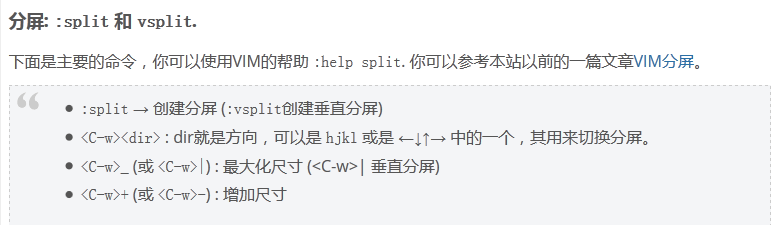 分屏: :split 和 vsplit.
下面是主要的命令，你可以使用VIM的帮助 :help split. 你可以参考本站以前的一篇文章VIM分屏。
:split → 创建分屏 (:vsplit创建垂直分屏)
<C-w><dir> : dir就是方向，可以是 hjkl 或是 ←↓↑→ 中的一个，其用来切换分屏。
<C-w>_ (或 <C-w>|) : 最大化尺寸 (<C-w>| 垂直分屏)
<C-w>+ (或 <C-w>-) : 增加尺寸